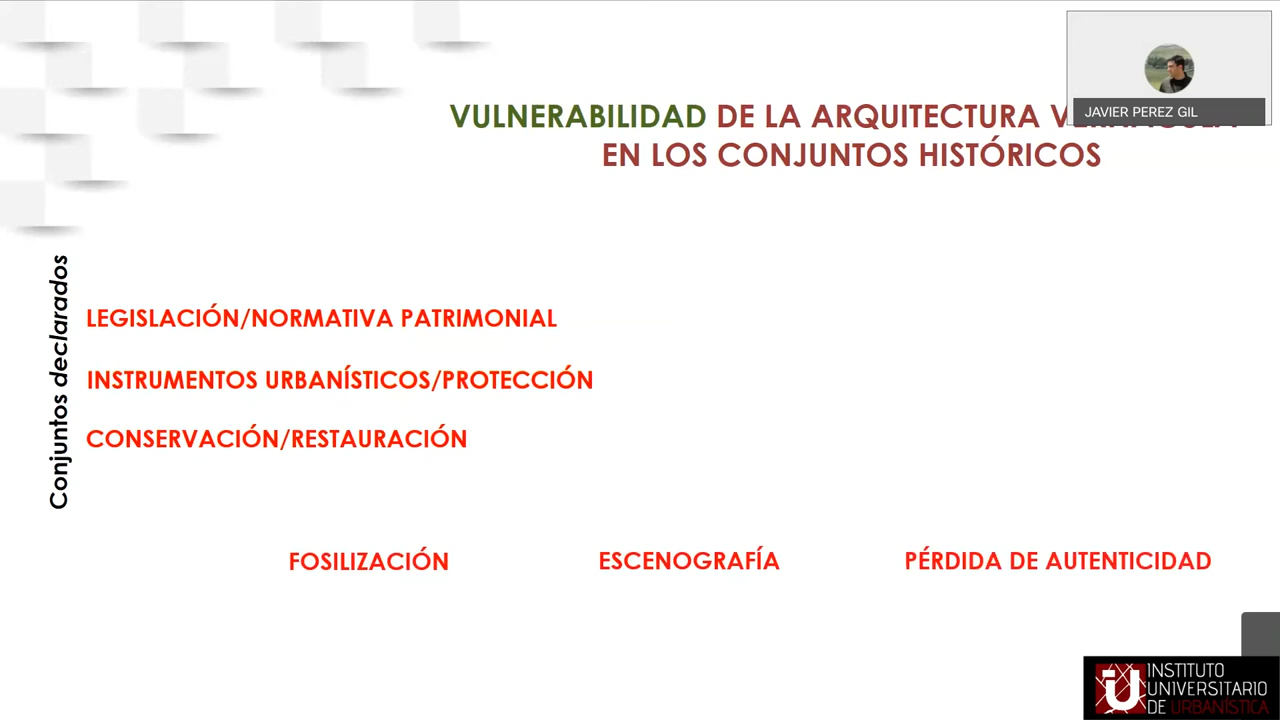 JAVIER PEREZ GIL
VULNERABILIDAD DE LA ARQUITECTURA
EN LOS CONJUNTOS HISTÓRICOS
Conjuntos declarados
LEGISLACIÓN/NORMATIVA PATRIMONIAL
INSTRUMENTOS URBANÍSTICOS/PROTECCIÓN
CONSERVACIÓN/RESTAURACIÓN
FOSILIZACIÓN ESCENOGRAFÍA PÉRDIDA DE AUTENTICIDAD
IU INSTITUTO
UNIVERSITARIO
DE URBANÍSTICA